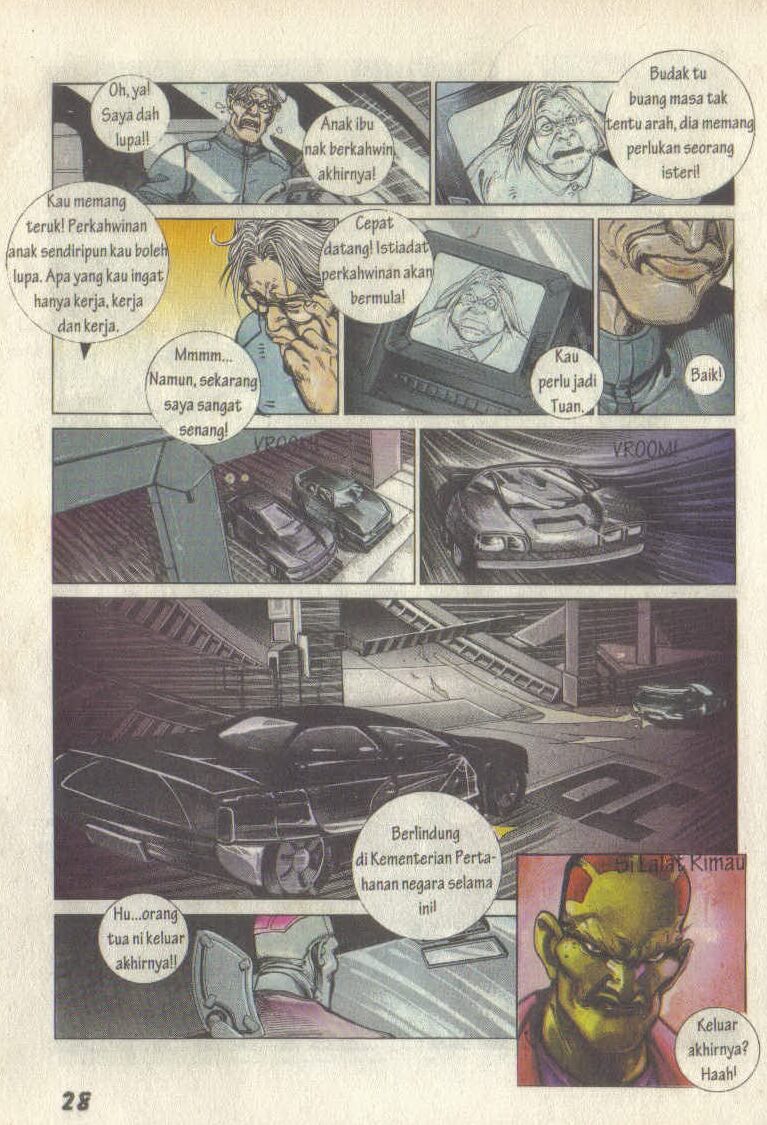 Oh, ya!
Saya dah
lupa!!
Anak ibu
nak berkahwin
akhirnya!
Budak tu
buang masa tak
tentu arah, dia memang
perlukan seorang
isteri!
Kau memang
teruk! Perkahwinan
anak sendiripun kau boleh
lupa. Apa yang kau ingat
hanya kerja, kerja
dan kerja.
Mmmm...
Namun, sekarang
saya sangat
senang!
Cepat
datang! Istiadat
perkahwinan akan
bermula!
Kau
perlu jadi
Tuan.
Baik!
VROOM!
VROOM!
Berlindung
di Kementerian Perta-
hanan negara selama
ini!
Hu...orang
tua ni keluar
akhirnya!!
Si Lalat Rimau
Keluar
akhirnya?
Haah!
28